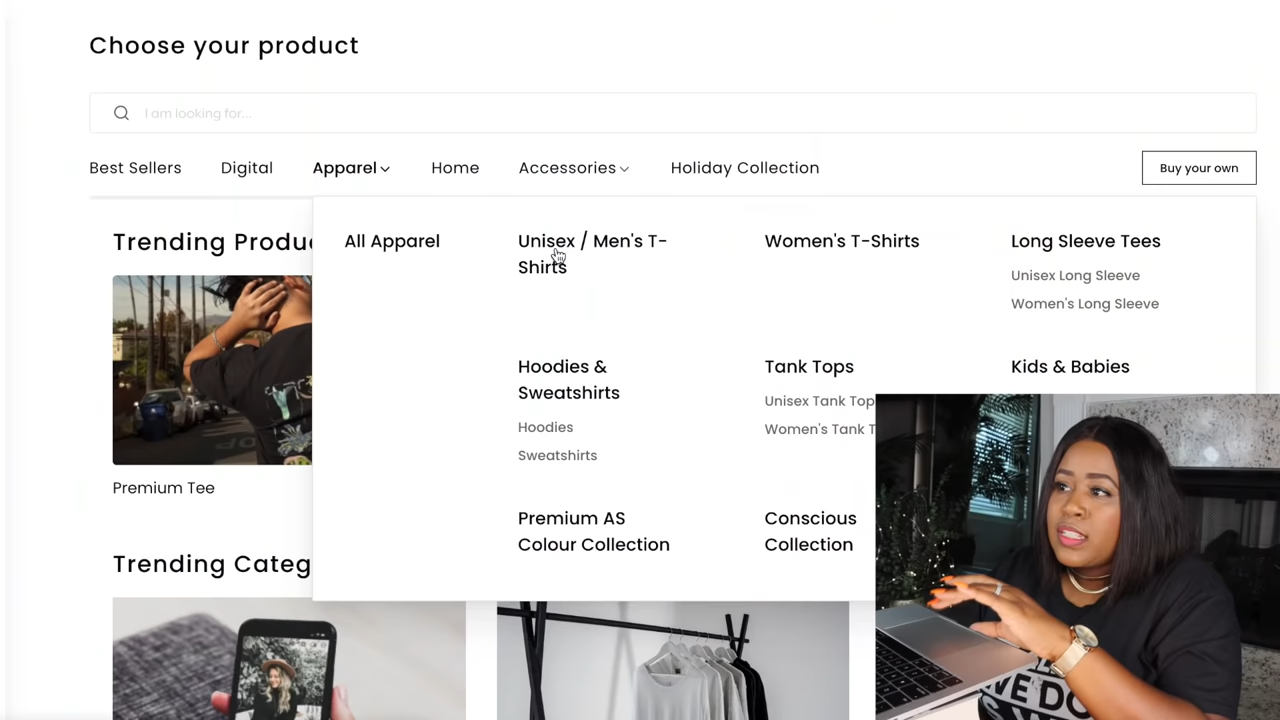 Choose your product
I am looking for...
Best Sellers Digital Apparel Home Accessories Holiday Collection Buy your own
Trending Produ
All Apparel
Unisex / Men's T-
Shirts
Women's T-Shirts
Long Sleeve Tees
Unisex Long Sleeve
Women's Long Sleeve
Hoodies &
Sweatshirts
Hoodies
Sweatshirts
Tank Tops
Unisex Tank Top
Women's Tank T
Kids & Babies
Premium Tee
Premium AS
Colour Collection
Conscious
Collection
Trending Categ
WE DO